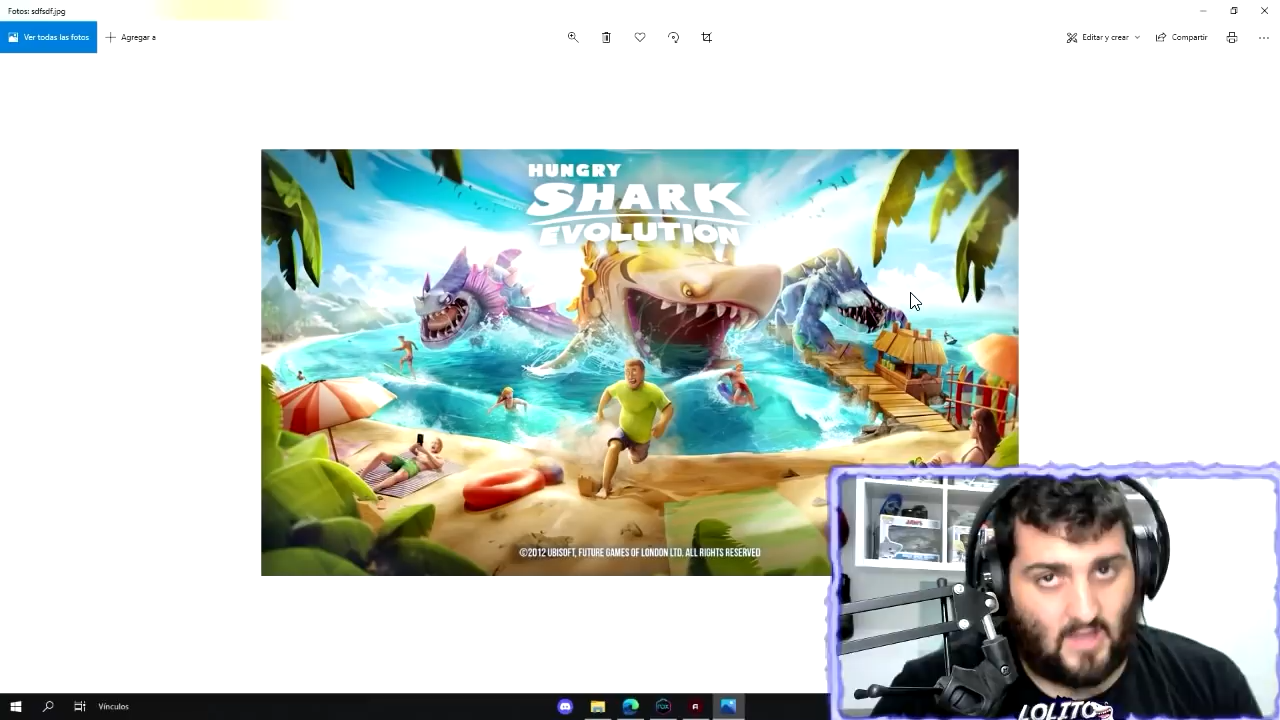 Fotos: sdfsdf.jpg
Ver todas las fotos
Agregar a
Editar y crear
Compartir
HUNGRY
SHARK
EVOLUTION
©2012 UBISOFT, FUTURE GAMES OF LONDON LTD. ALL RIGHTS RESERVED
LOLITO
Vínculos